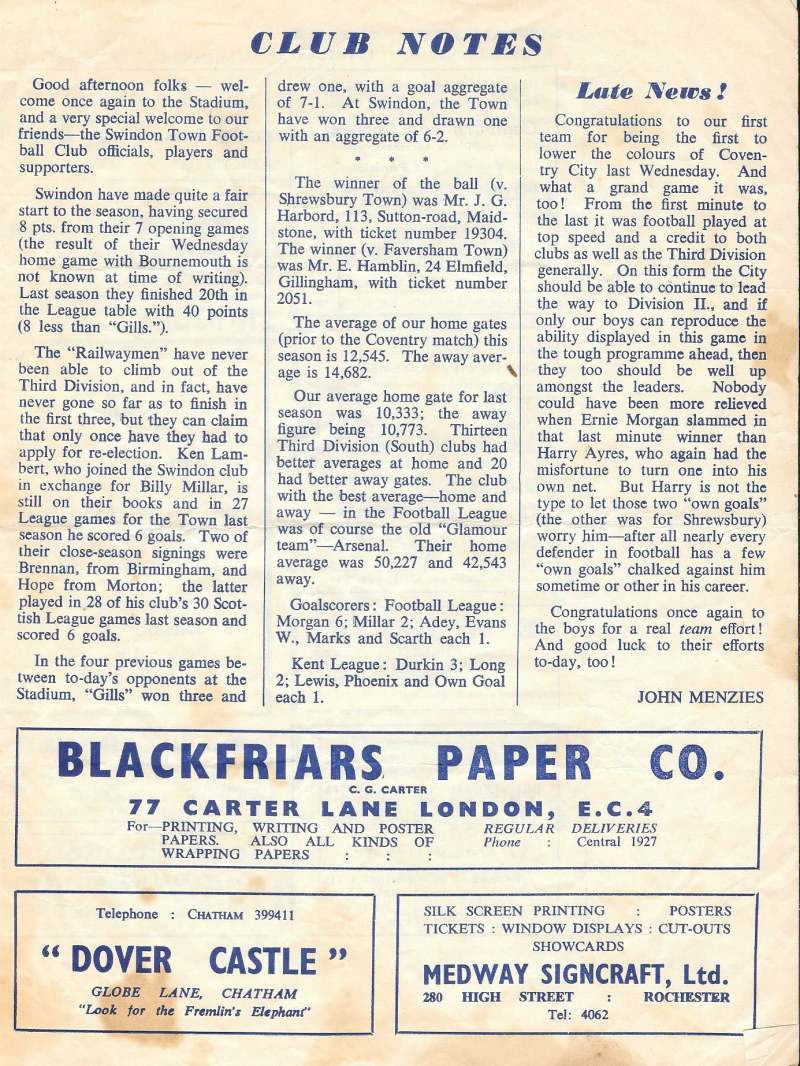 CLUB NOTES
Good afternoon folks — wel-
come once again to the Stadium,
and a very special welcome to our
friends—the Swindon Town Foot-
ball Club officials, players and
supporters.
Swindon have made quite a fair
start to the season, having secured
8 pts. from their 7 opening games
(the result of their Wednesday
home game with Bournemouth is
not known at time of writing).
Last season they finished 20th in
the League table with 40 points
(8 less than "Gills.").
The "Railwaymen" have never
been able to climb out of the
Third Division, and in fact, have
never gone so far as to finish in
the first three, but they can claim
that only once have they had to
apply for re-election. Ken Lam-
bert, who joined the Swindon club
in exchange for Billy Millar, is
still on their books and in 27
League games for the Town last
season he scored 6 goals. Two of
their close-season signings were
Brennan, from Birmingham, and
Hope from Morton; the latter
played in 28 of his club's 30 Scot-
tish League games last season and
scored 6 goals.
In the four previous games be-
tween to-day's opponents at the
Stadium, "Gills" won three and
drew one, with a goal aggregate
of 7-1. At Swindon, the Town
have won three and drawn one
with an aggregate of 6-2.
* * *
The winner of the ball (v.
Shrewsbury Town) was Mr. J. G.
Harbord, 113, Sutton-road, Maid-
stone, with ticket number 19304.
The winner (v. Faversham Town)
was Mr. E. Hamblin, 24 Elmfield,
Gillingham, with ticket number
2051.
The average of our home gates
(prior to the Coventry match) this
season is 12,545. The away aver-
age is 14,682.
Our average home gate for last
season was 10,333; the away
figure being 10,773. Thirteen
Third Division (South) clubs had
better averages at home and 20
had better away gates. The club
with the best average—home and
away — in the Football League
was of course the old "Glamour
team"—Arsenal. Their home
average was 50,227 and 42,543
away.
Goalscorers: Football League:
Morgan 6; Millar 2; Adey, Evans
W., Marks and Scarth each 1.
Kent League: Durkin 3; Long
2; Lewis, Phoenix and Own Goal
each 1.
Late News!
Congratulations to our first
team for being the first to
lower the colours of Coven-
try City last Wednesday. And
what a grand game it was,
too! From the first minute to
the last it was football played at
top speed and a credit to both
clubs as well as the Third Division
generally. On this form the City
should be able to continue to lead
the way to Division II., and if
only our boys can reproduce the
ability displayed in this game in
the tough programme ahead, then
they too should be well up
amongst the leaders. Nobody
could have been more relieved
when Ernie Morgan slammed in
that last minute winner than
Harry Ayres, who again had the
misfortune to turn one into his
own net. But Harry is not the
type to let those two "own goals"
(the other was for Shrewsbury)
worry him—after all nearly every
defender in football has a few
"own goals" chalked against him
sometime or other in his career.
Congratulations once again to
the boys for a real team effort!
And good luck to their efforts
to-day, too!
JOHN MENZIES
BLACKFRIARS PAPER CO.
C. G. CARTER
77 CARTER LANE LONDON, E.C.4
For—PRINTING, WRITING AND POSTER
PAPERS. ALSO ALL KINDS OF
WRAPPING PAPERS : : :
REGULAR DELIVERIES
Phone : Central 1927
Telephone : CHATHAM 399411
"DOVER CASTLE"
GLOBE LANE, CHATHAM
"Look for the Fremlin's Elephant"
SILK SCREEN PRINTING : POSTERS
TICKETS : WINDOW DISPLAYS : CUT-OUTS
SHOWCARDS
MEDWAY SIGNCRAFT, Ltd.
280 HIGH STREET : ROCHESTER
Tel: 4062